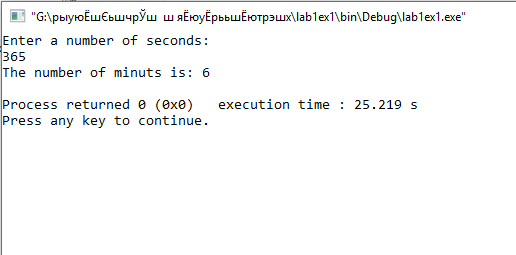 "G:\рыуюЁшЄьшчрЎш  ш яЁюуЁрььшЁютрэшх\lab1ex1\bin\Debug\lab1ex1.exe"
Enter a number of seconds:
365
The number of minuts is: 6
Process returned 0 (0x0)   execution time : 25.219 s
Press any key to continue.